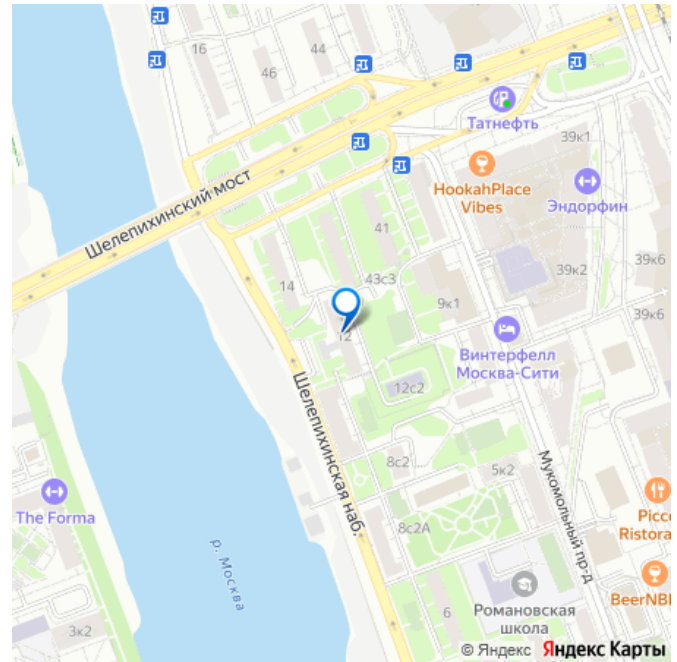 16
44
46
Татнефть
39к1
HookahPlace
Vibes
Эндорфин
Шелепихинский мост
41
39к2
39к6
14
43с3
9к1
39к6
12
Винтерфелл
Москва-Сити
12с2
Шелепихинская наб.
8с2
5к2
Мукомольный пр-д
The Forma
Picco
Ristora
8с2А
р. Москва
BeerNB
Романовская
школа
6
3к2
© Яндекс Яндекс Карты